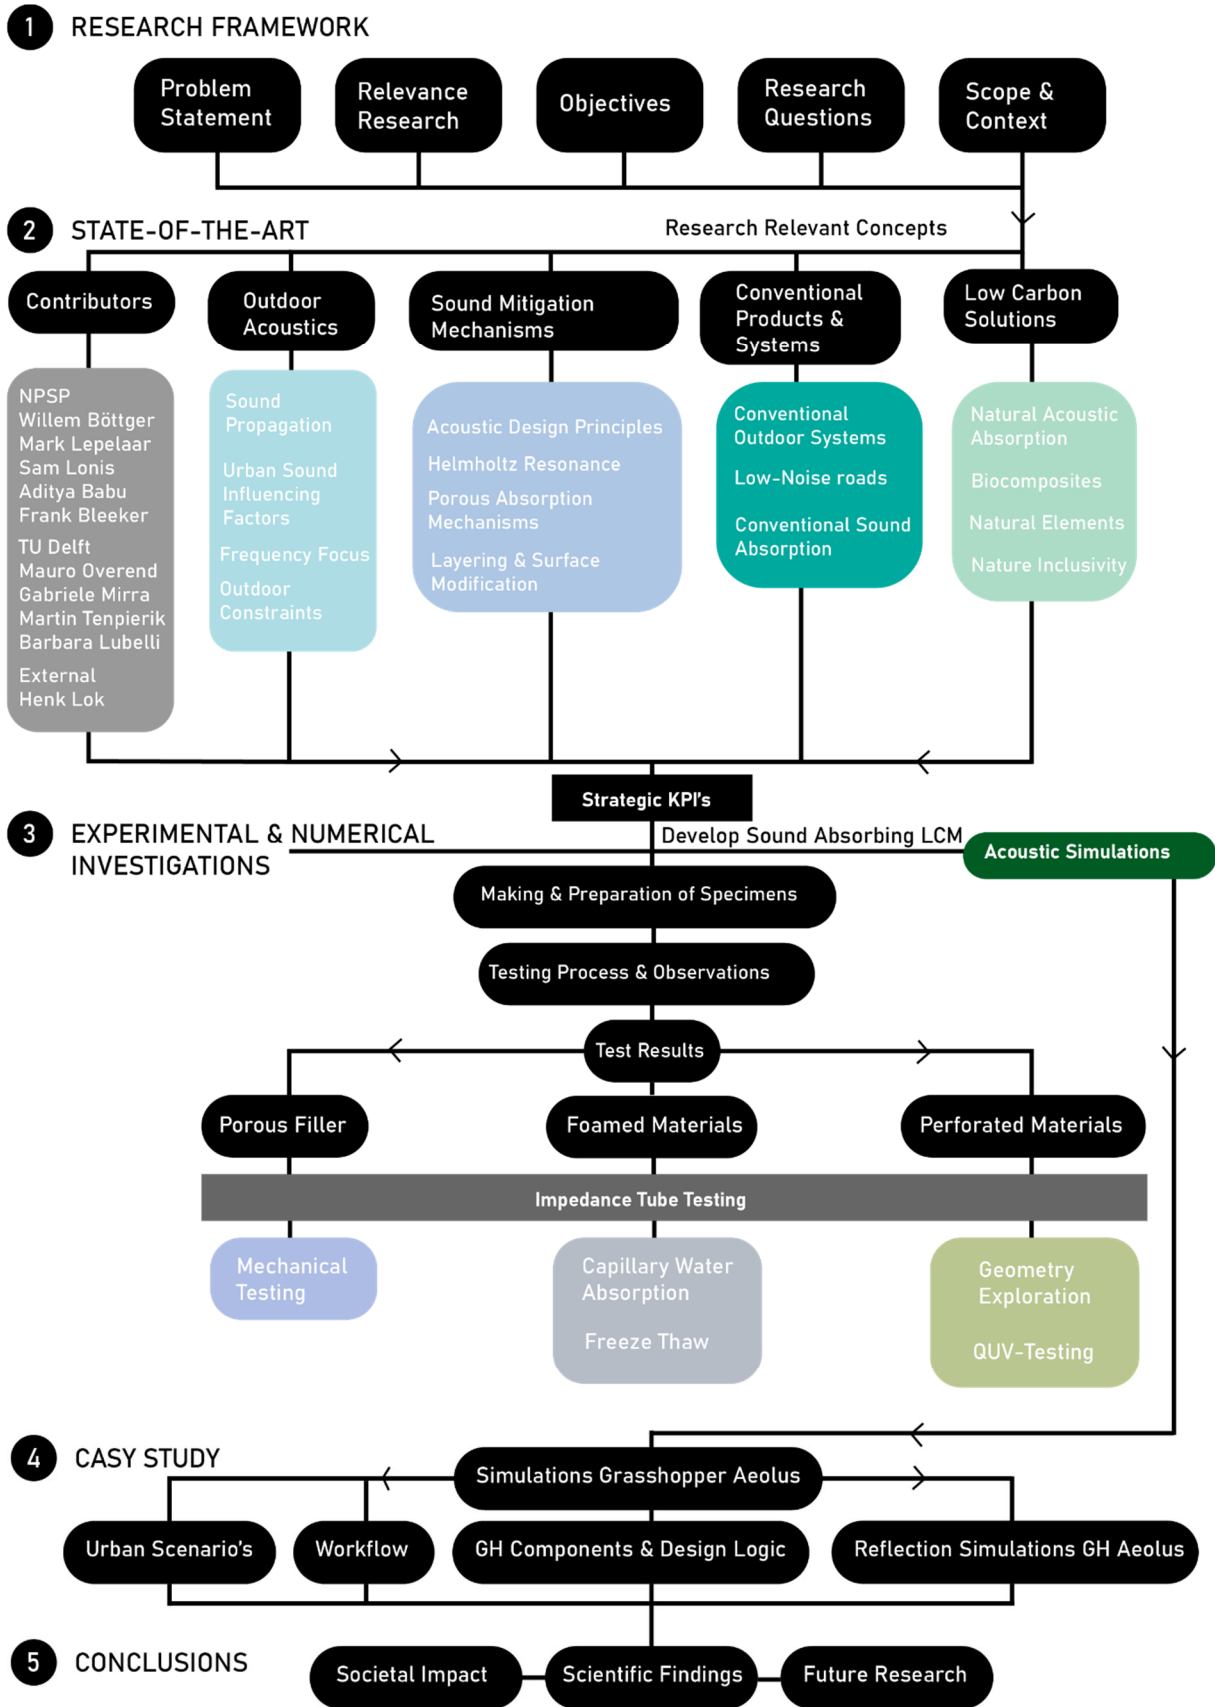 1 RESEARCH FRAMEWORK
Problem
Statement
Relevance
Research
Objectives
Research
Questions
Scope &
Context
2 STATE-OF-THE-ART
Research Relevant Concepts
Contributors
Outdoor
Acoustics
Sound Mitigation
Mechanisms
Conventional
Products &
Systems
Low Carbon
Solutions
NPSP
Willem Böttger
Mark Lepelaar
Sam Lonis
Aditya Babu
Frank Bleeker
TU Delft
Mauro Overend
Gabriele Mirra
Martin Tenpierik
Barbara Lubelli
External
Henk Lok
Sound
Propagation
Urban Sound
Influencing
Factors
Frequency Focus
Outdoor
Constraints
Acoustic Design Principles
Helmholtz Resonance
Porous Absorption
Mechanisms
Layering & Surface
Modification
Conventional
Outdoor Systems
Low-Noise roads
Conventional Sound
Absorption
Natural Acoustic
Absorption
Biocomposites
Natural Elements
Nature Inclusivity
Strategic KPI's
3 EXPERIMENTAL & NUMERICAL
INVESTIGATIONS
Develop Sound Absorbing LCM
Acoustic Simulations
Making & Preparation of Specimens
Testing Process & Observations
Test Results
Porous Filler
Foamed Materials
Perforated Materials
Impedance Tube Testing
Mechanical
Testing
Capillary Water
Absorption
Freeze Thaw
Geometry
Exploration
QUV-Testing
4 CASY STUDY
Simulations Grasshopper Aeolus
Urban Scenario's
Workflow
GH Components & Design Logic
Reflection Simulations GH Aeolus
5 CONCLUSIONS
Societal Impact
Scientific Findings
Future Research